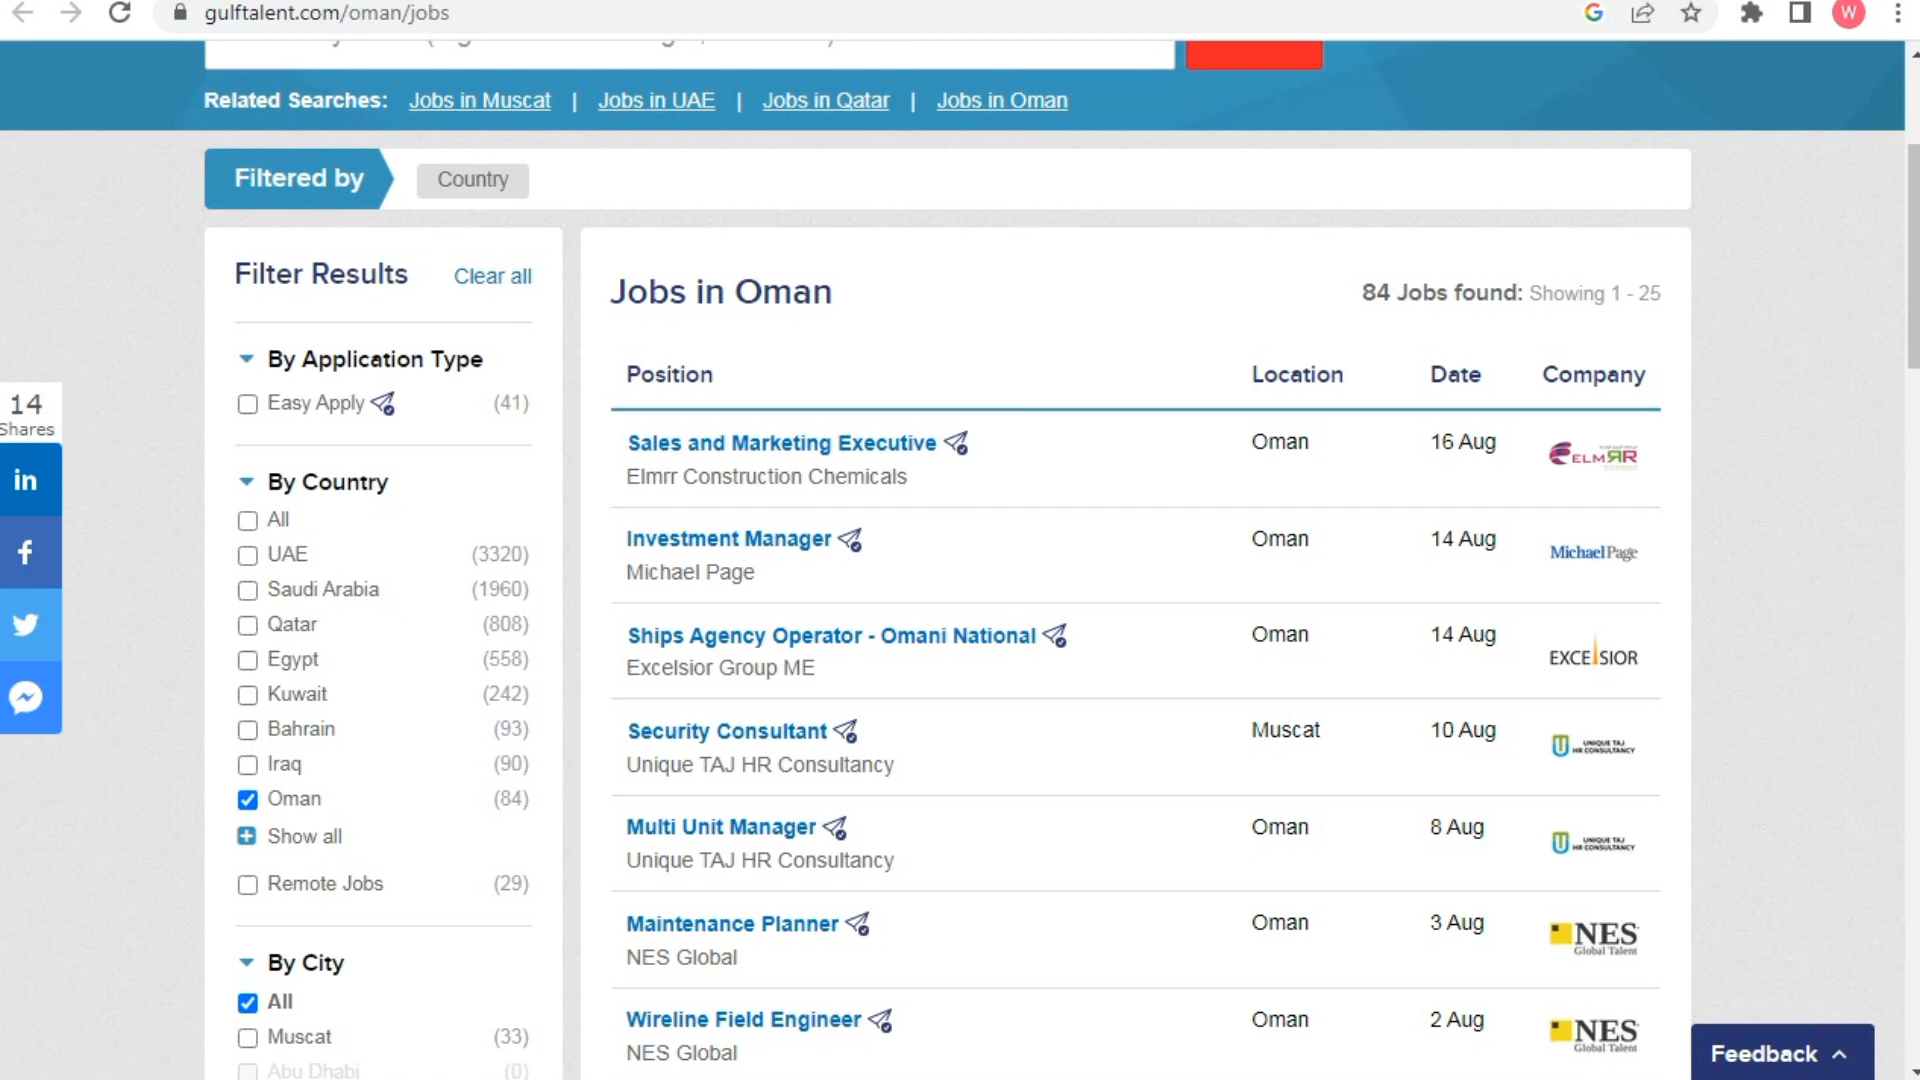 gulftalent.com/oman/jobs
W
Related Searches: Jobs in Muscat | Jobs in UAE | Jobs in Qatar | Jobs in Oman
Filtered by
Country
Filter Results
Clear all
By Application Type
Easy Apply (41)
By Country
All
UAE (3320)
Saudi Arabia (1960)
Qatar (808)
Egypt (558)
Kuwait (242)
Bahrain (93)
Iraq (90)
Oman (84)
Show all
Remote Jobs (29)
By City
All
Muscat (33)
Abu Dhabi (0)
14
Shares
in
f
Jobs in Oman
84 Jobs found: Showing 1 - 25
Position Location Date Company
Sales and Marketing Executive Oman 16 Aug ELMRR
Elmrr Construction Chemicals
Investment Manager Oman 14 Aug Michael Page
Michael Page
Ships Agency Operator - Omani National Oman 14 Aug EXCELSIOR
Excelsior Group ME
Security Consultant Muscat 10 Aug UNIQUE TAJ HR CONSULTANCY
Unique TAJ HR Consultancy
Multi Unit Manager Oman 8 Aug UNIQUE TAJ HR CONSULTANCY
Unique TAJ HR Consultancy
Maintenance Planner Oman 3 Aug NES Global Talent
NES Global
Wireline Field Engineer Oman 2 Aug NES Global Talent
NES Global
Feedback